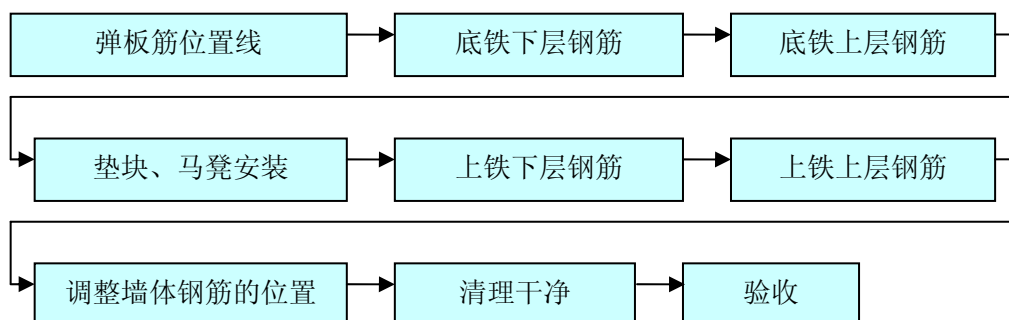 弹板筋位置线
底铁下层钢筋
底铁上层钢筋
垫块、马凳安装
上铁下层钢筋
上铁上层钢筋
调整墙体钢筋的位置
清理干净
验收